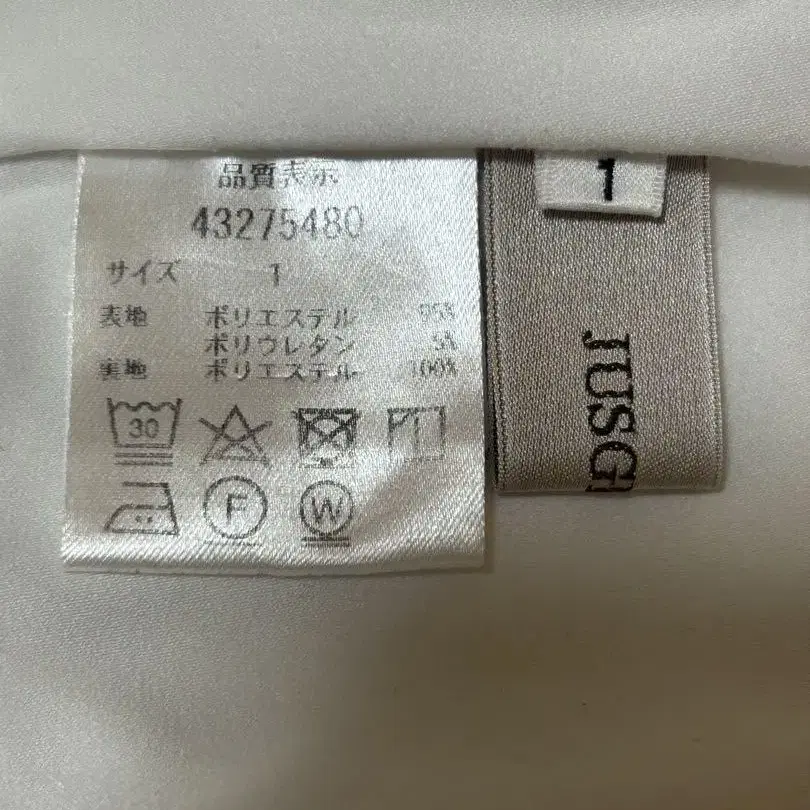 品質表示
43275480
サイズ 1
表地 ポリエステル 95%
ポリウレタン 5%
裏地 ポリエステル 100%
30
F
W
1
JUSG